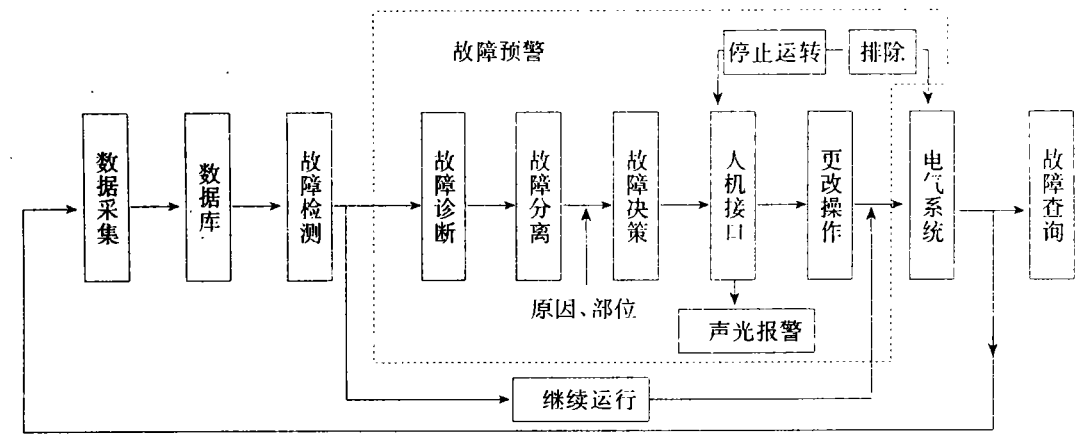 故障预警
停止运转
排除
数据采集
数据库
故障检测
故障诊断
故障分离
故障决策
人机接口
更改操作
电气系统
故障查询
原因、部位
声光报警
继续运行